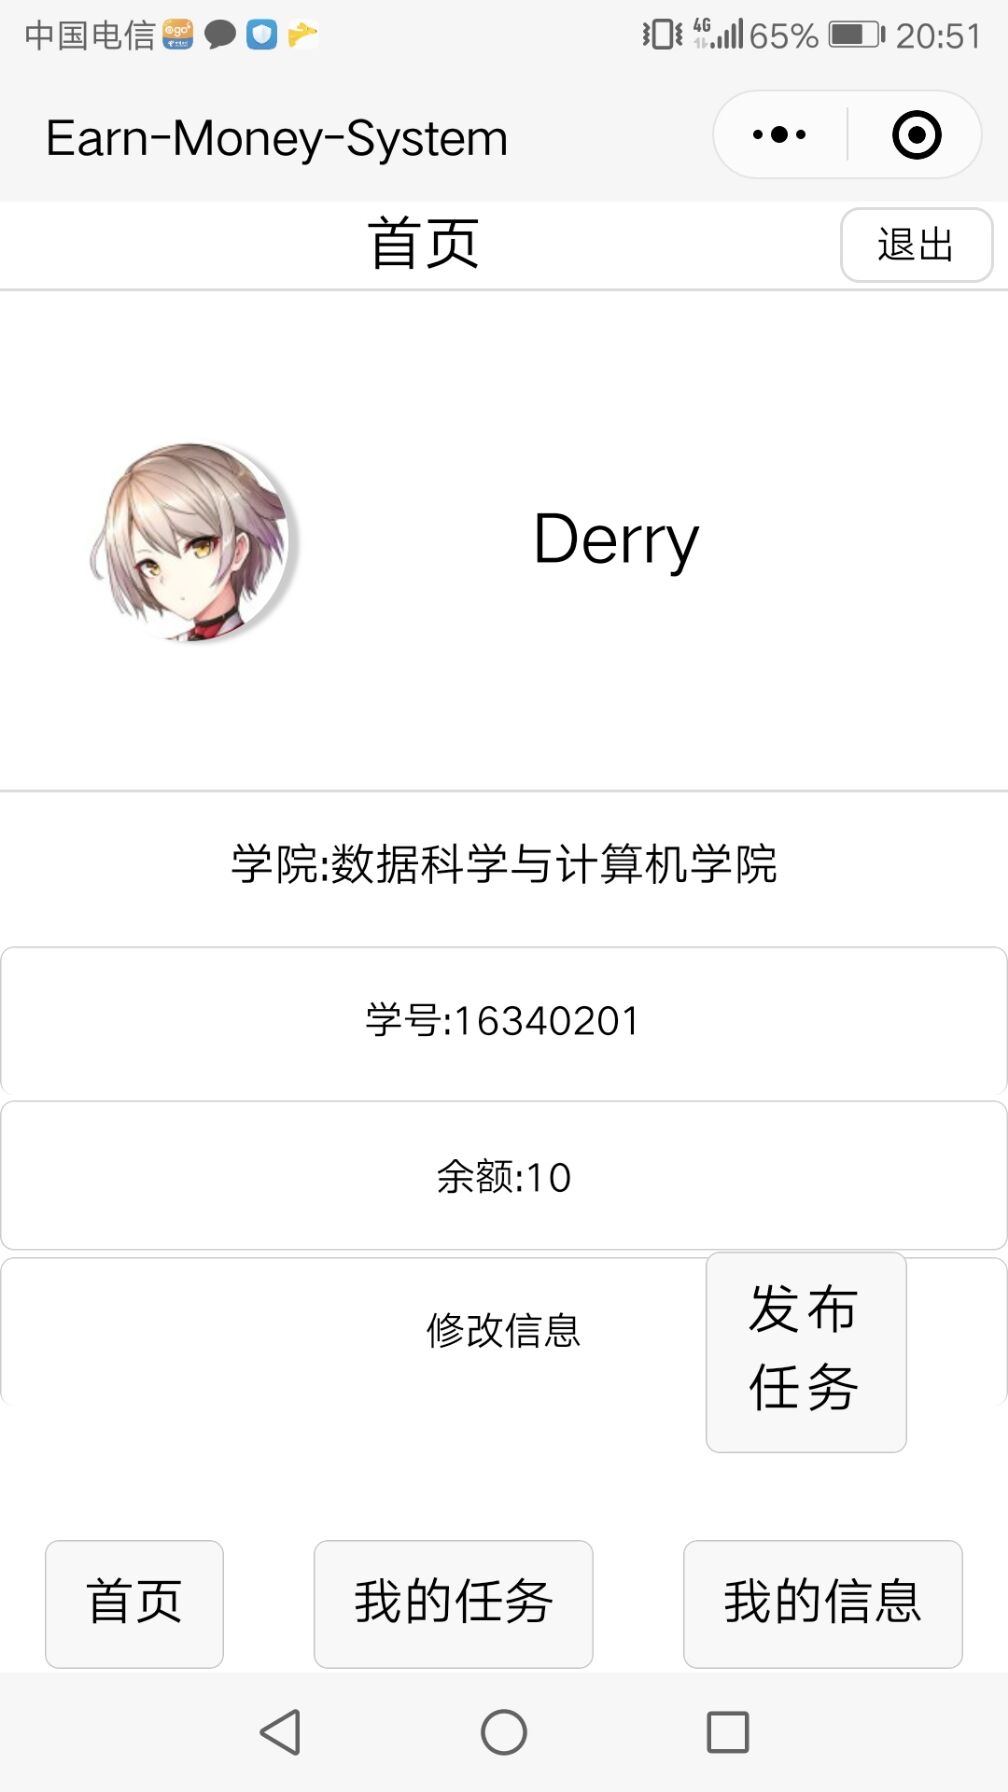 中国电信
4G
65%
20:51
Earn-Money-System
首页
退出
Derry
学院:数据科学与计算机学院
学号:16340201
余额:10
修改信息
发布
任务
首页
我的任务
我的信息